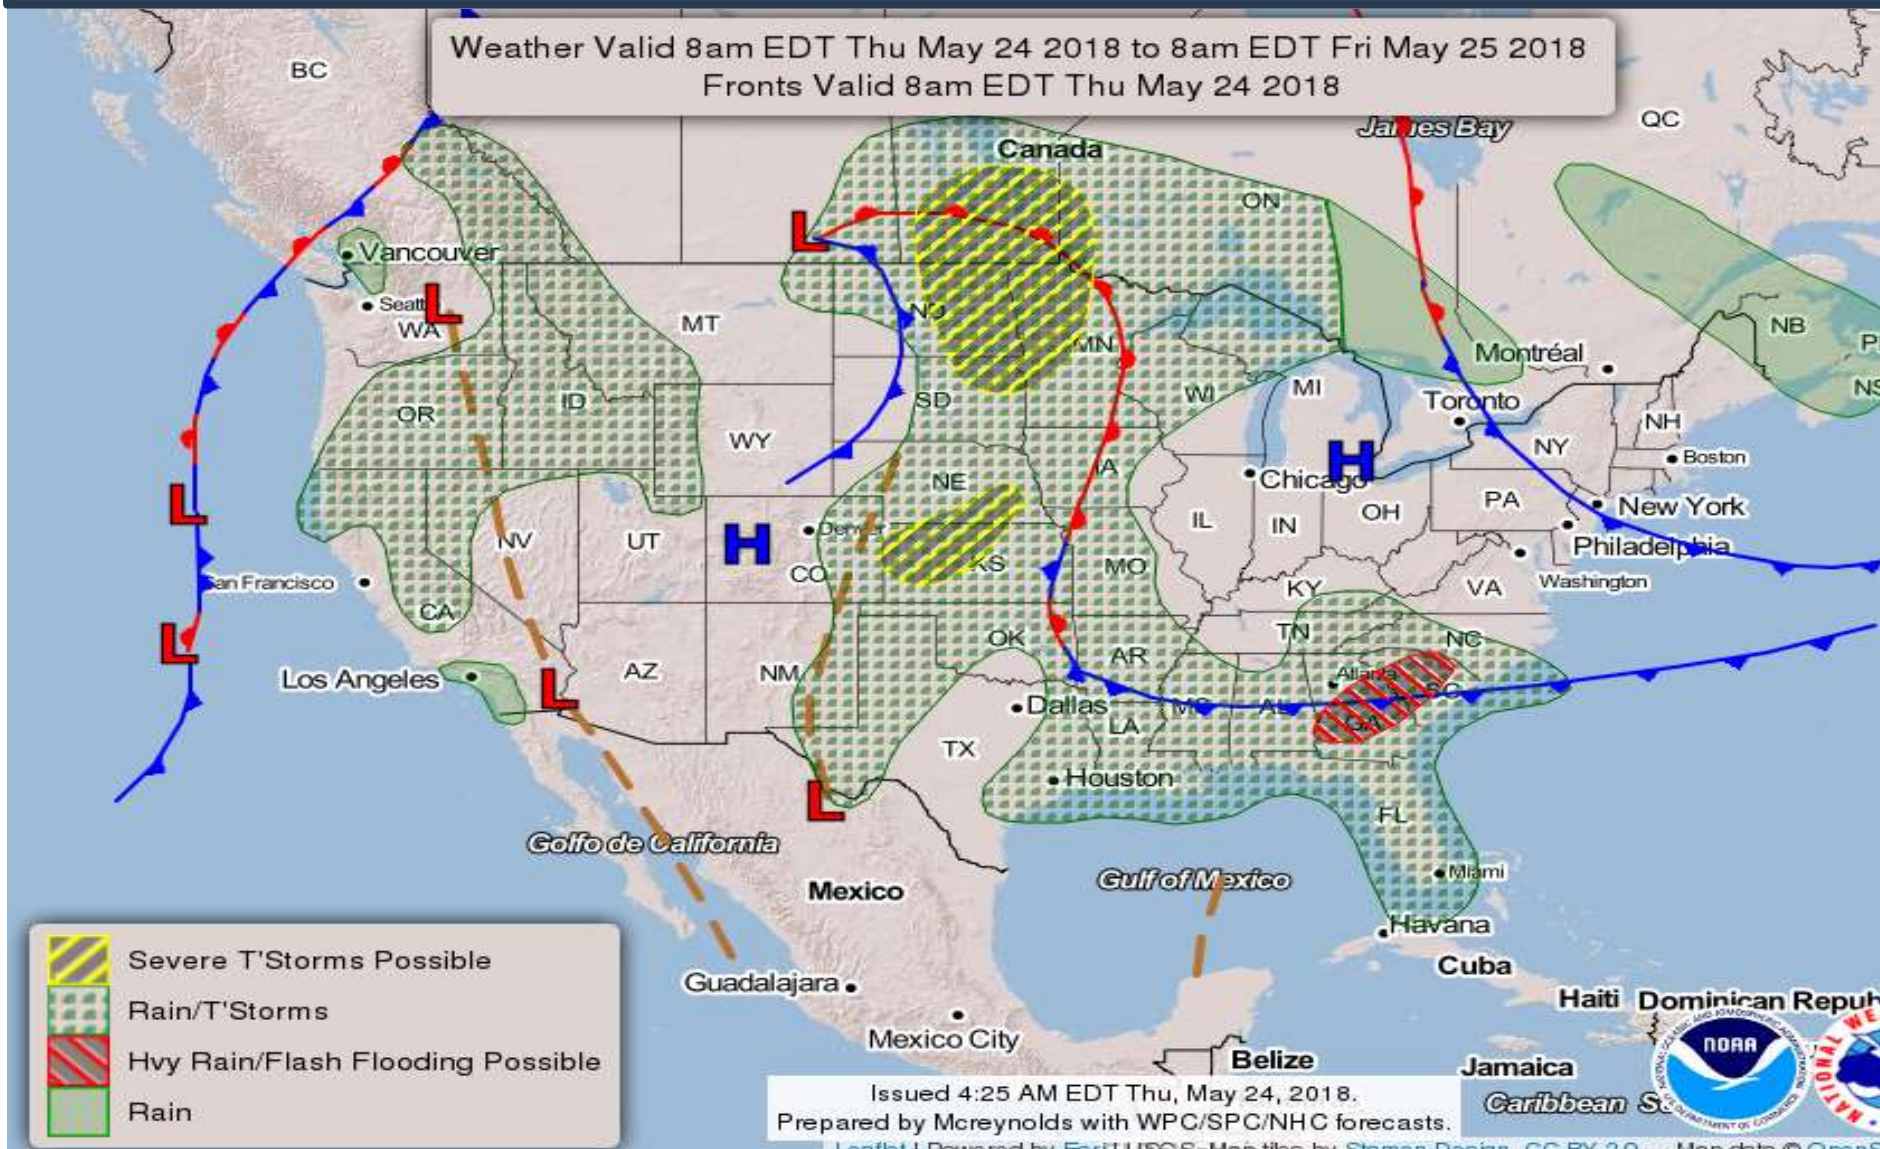 Weather Valid 8am EDT Thu May 24 2018 to 8am EDT Fri May 25 2018
Fronts Valid 8am EDT Thu May 24 2018
BC
James Bay
QC
Canada
ON
Vancouver
L
L
Seattl
WA
MT
ND
MN
NB
Montréal
OR
ID
SD
WI
MI
Toronto
NH
WY
NY
Boston
H
IA
NE
Chicago
PA
New York
L
IL
IN
OH
Philadelphia
H
Denver
NV
UT
CO
KS
MO
KY
VA
Washington
San Francisco
CA
OK
TN
NC
L
Los Angeles
AZ
NM
AR
Atlanta
L
Dallas
MS
AL
SC
GA
LA
TX
Houston
L
FL
Golfo de California
Mexico
Gulf of Mexico
Miami
Havana
Cuba
Guadalajara
Mexico City
Haiti
Dominican Repub
Belize
Jamaica
Caribbean
Severe T'Storms Possible
Rain/T'Storms
Hvy Rain/Flash Flooding Possible
Rain
Issued 4:25 AM EDT Thu, May 24, 2018.
Prepared by Mcreynolds with WPC/SPC/NHC forecasts.
NOAA
NATIONAL WE